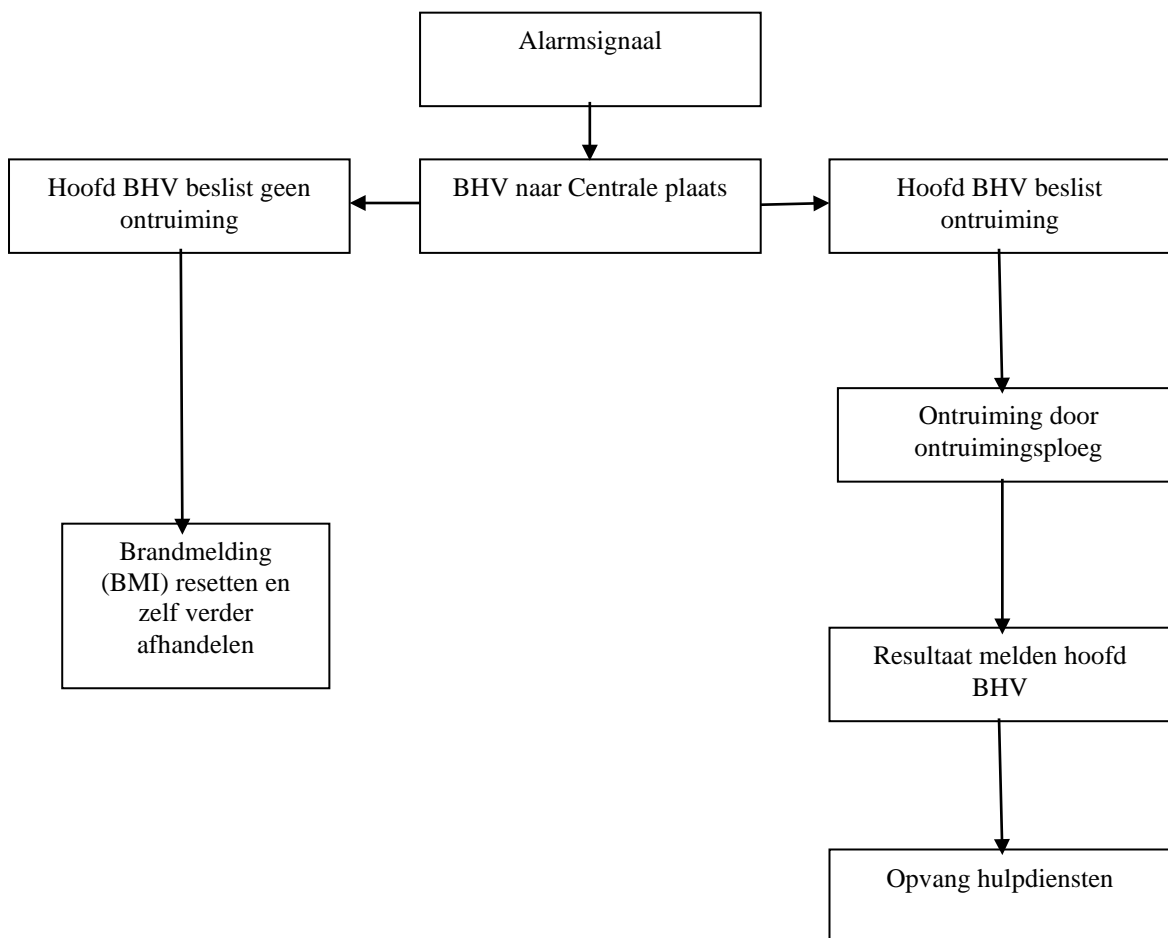 Alarmsignaal
Hoofd BHV beslist geen
ontruiming
BHV naar Centrale plaats
Hoofd BHV beslist
ontruiming
Ontruiming door
ontruimingsploeg
Brandmelding
(BMI) resetten en
zelf verder
afhandelen
Resultaat melden hoofd
BHV
Opvang hulpdiensten